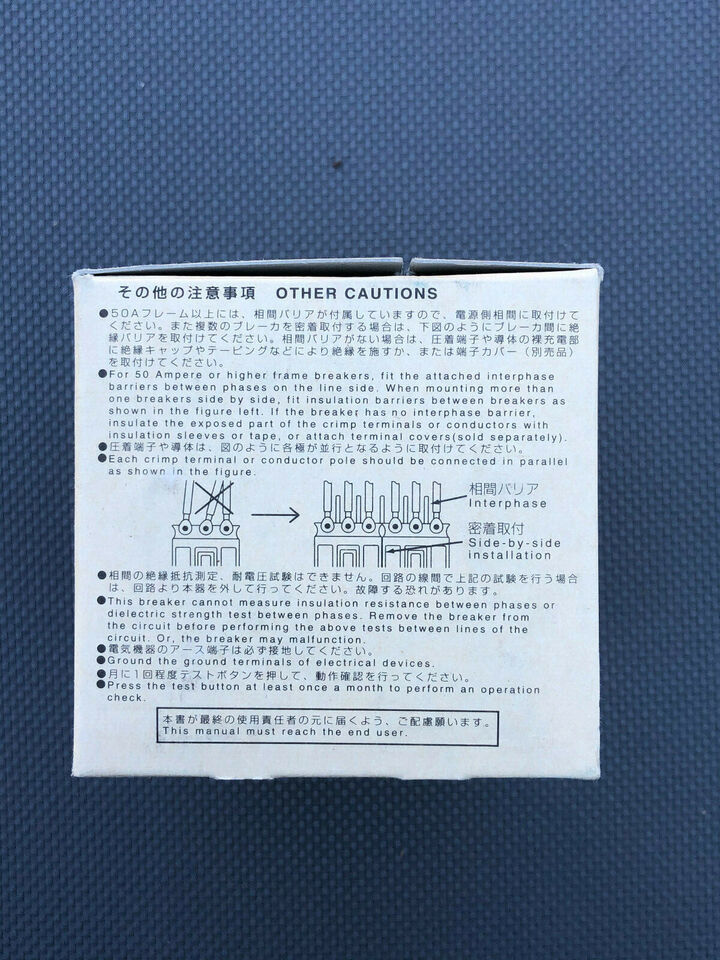 その他の注意事項 OTHER CAUTIONS
●50Aフレーム以上には、相間バリアが付属していますので、電源側相間に取付けて
ください。また複数のブレーカを密着取付する場合は、下図のようにブレーカ間に絶
縁バリアを取付けてください。相間バリアがない場合は、圧着端子や導体の裸充電部
に絶縁キャップやテーピングなどにより絶縁を施すか、または端子カバー（別売品）
を取付けてください。
●For 50 Ampere or higher frame breakers, fit the attached interphase
barriers between phases on the line side. When mounting more than
one breakers side by side, fit insulation barriers between breakers as
shown in the figure left. If the breaker has no interphase barrier,
insulate the exposed part of the crimp terminals or conductors with
insulation sleeves or tape, or attach terminal covers(sold separately).
●圧着端子や導体は、図のように各極が並行となるように取付けてください。
●Each crimp terminal or conductor pole should be connected in parallel
as shown in the figure.
相間バリア
Interphase
密着取付
Side-by-side
installation
●相間の絶縁抵抗測定、耐電圧試験はできません。回路の線間で上記の試験を行う場合
は、回路より本器を外して行ってください。故障する恐れがあります。
●This breaker cannot measure insulation resistance between phases or
dielectric strength test between phases. Remove the breaker from
the circuit before performing the above tests between lines of the
circuit. Or, the breaker may malfunction.
●電気機器のアース端子は必ず接地してください。
●Ground the ground terminals of electrical devices.
●月に1回程度テストボタンを押して、動作確認を行ってください。
●Press the test button at least once a month to perform an operation
check.
本書が最終の使用責任者の元に届くよう、ご配慮願います。
This manual must reach the end user.